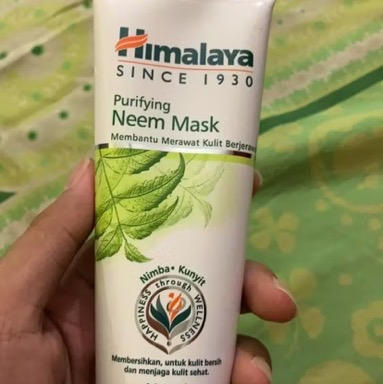 Himalaya
SINCE 1930
Purifying
Neem Mask
Membantu Merawat Kulit Berjerawat
Nimba • Kunyit
HAPPINESS through WELLNESS
Membersihkan, untuk kulit bersih
dan menjaga kulit sehat.